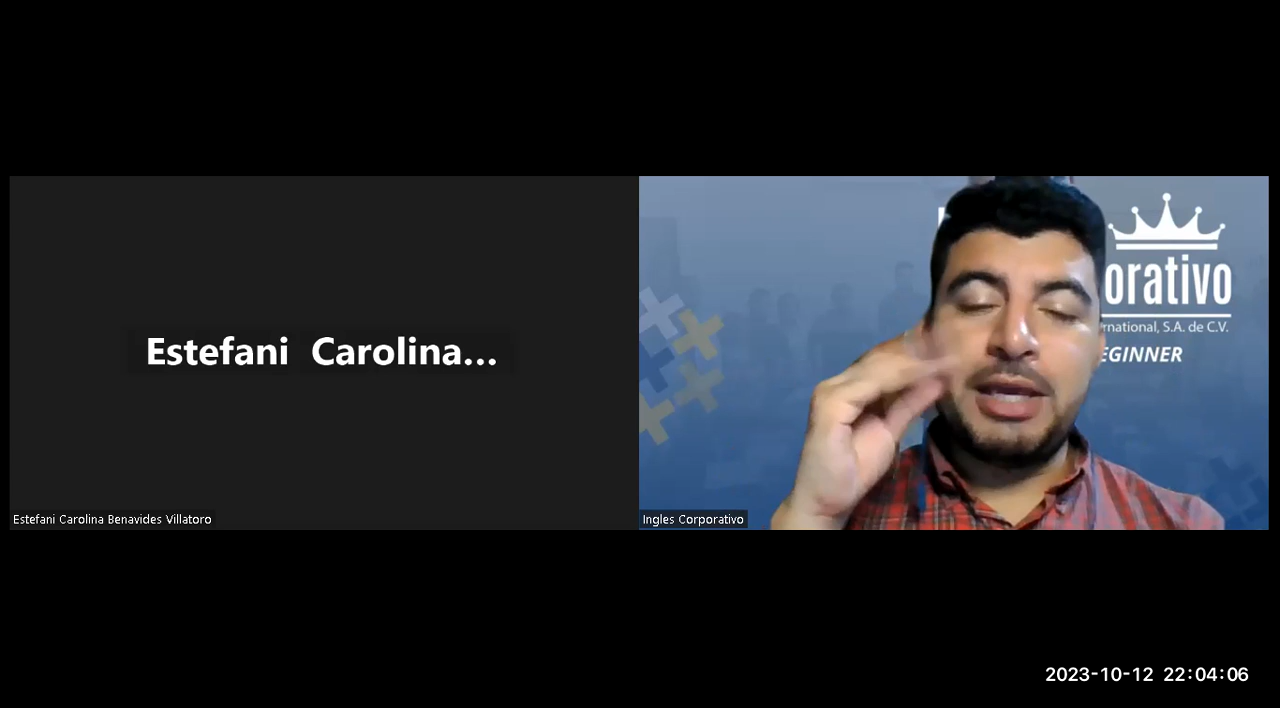 Estefani Carolina...
Estefani Carolina Benavides Villatoro
orativo
rnational, S.A. de C.V.
EGINNER
Ingles Corporativo
2023-10-12 22:04:06